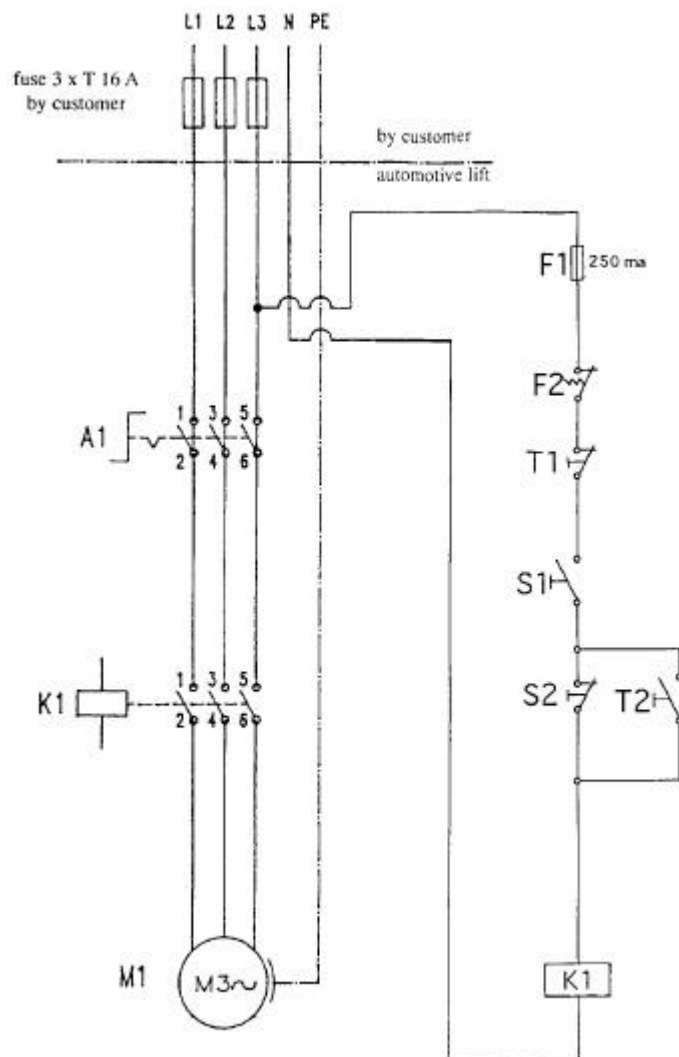 L1 L2 L3 N PE
fuse 3 x T 16 A
by customer
by customer
automotive lift
F1 250 ma
F2
A1 1 3 5
2 4 6
T1
S1
K1 1 3 5
2 4 6
S2 T2
M1 M3~
K1